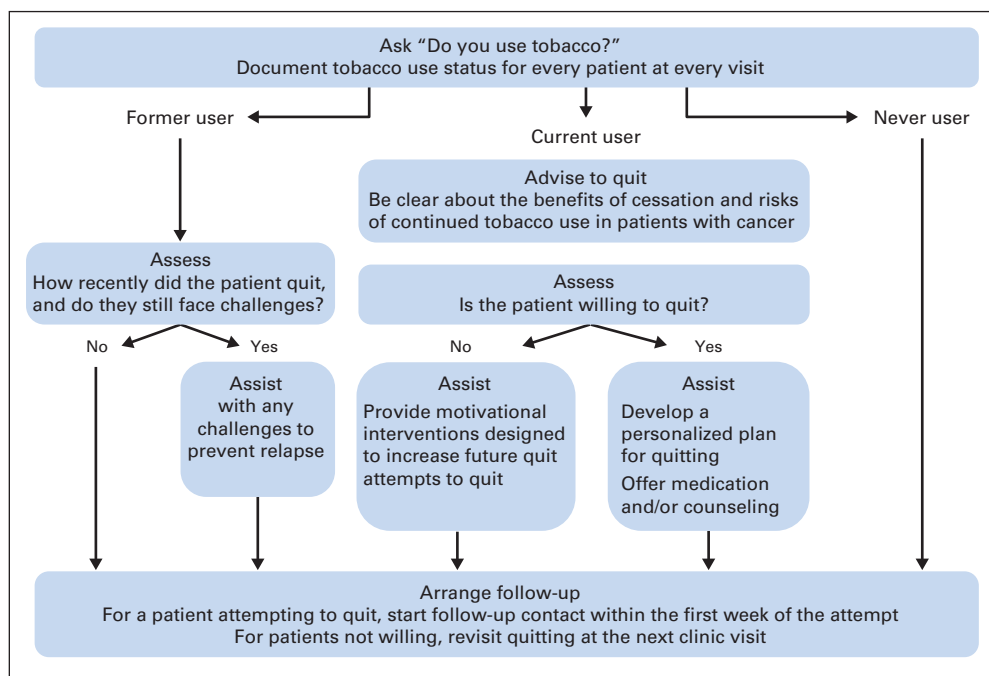 Ask “Do you use tobacco?”
Document tobacco use status for every patient at every visit
Former user
Current user
Never user
Advise to quit
Be clear about the benefits of cessation and risks
of continued tobacco use in patients with cancer
Assess
How recently did the patient quit,
and do they still face challenges?
Assess
Is the patient willing to quit?
No
Yes
No
Yes
Assist
with any
challenges to
prevent relapse
Assist
Provide motivational
interventions designed
to increase future quit
attempts to quit
Assist
Develop a
personalized plan
for quitting
Offer medication
and/or counseling
Arrange follow-up
For a patient attempting to quit, start follow-up contact within the first week of the attempt
For patients not willing, revisit quitting at the next clinic visit